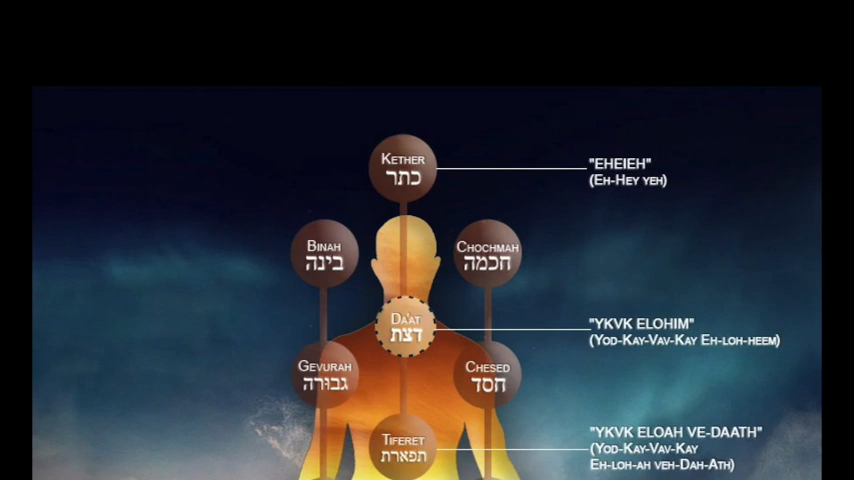 KETHER
כתר
"EHEIEH"
(EH-HEY YEH)
BINAH
בינה
CHOCHMAH
חכמה
DA'AT
דצת
"YKVK ELOHIM"
(YOD-KAY-VAV-KAY EH-LOH-HEEM)
GEVURAH
גבורה
CHESED
חסד
TIFERET
תפארת
"YKVK ELOAH VE-DAATH"
(YOD-KAY-VAV-KAY
EH-LOH-AH VEH-DAH-ATH)